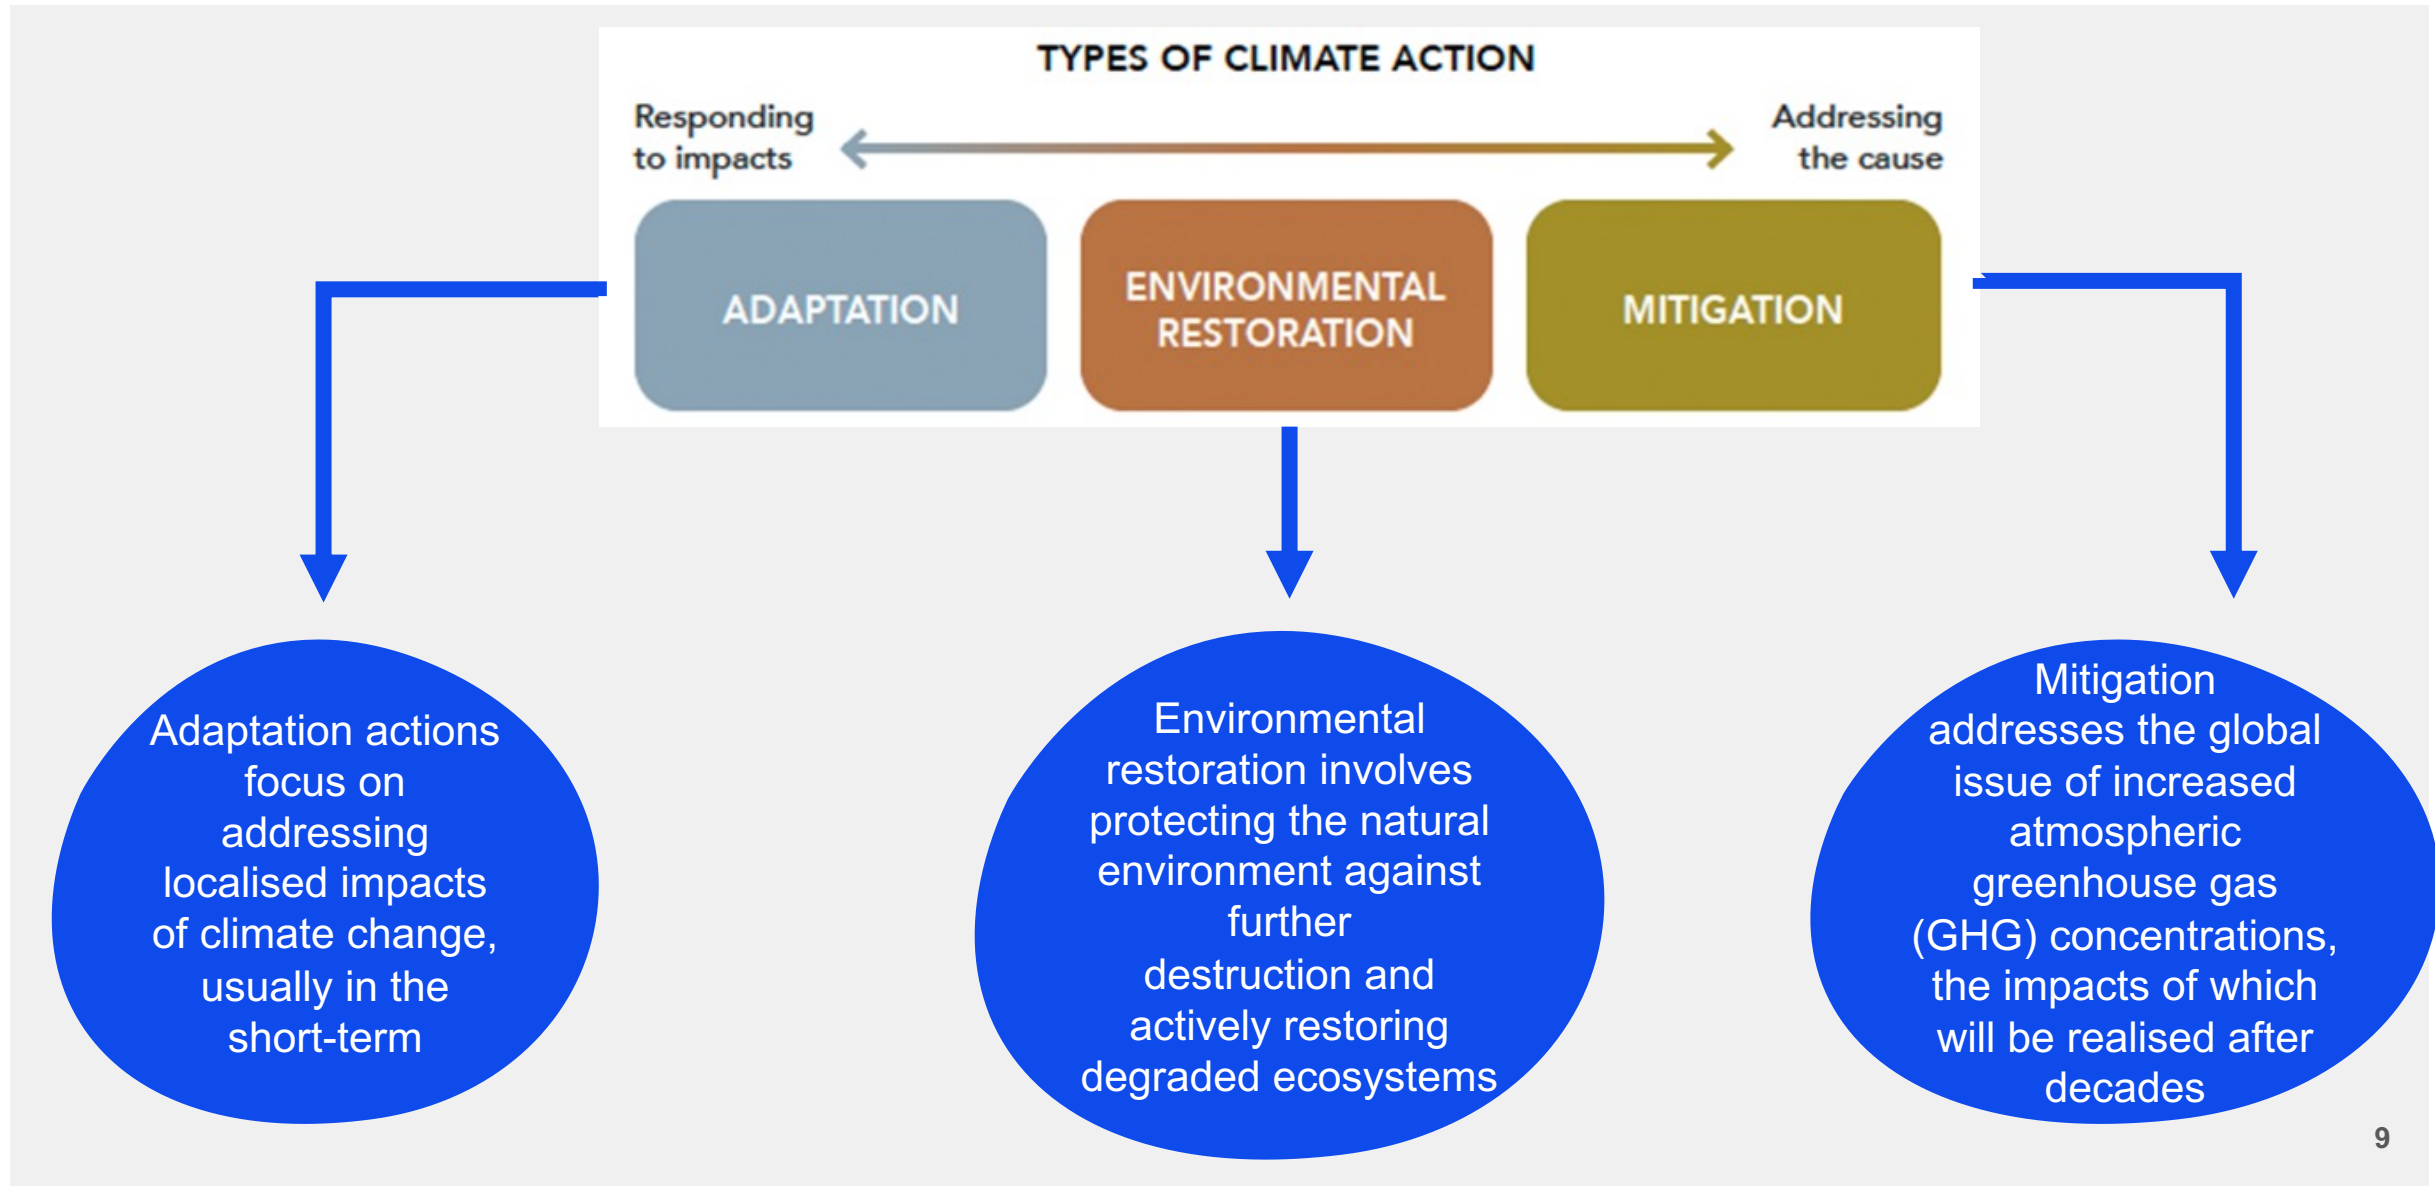 TYPES OF CLIMATE ACTION
Responding
to impacts
Addressing
the cause
ADAPTATION
ENVIRONMENTAL
RESTORATION
MITIGATION
Adaptation actions
focus on
addressing
localised impacts
of climate change,
usually in the
short-term
Environmental
restoration involves
protecting the natural
environment against
further
destruction and
actively restoring
degraded ecosystems
Mitigation
addresses the global
issue of increased
atmospheric
greenhouse gas
(GHG) concentrations,
the impacts of which
will be realised after
decades
9